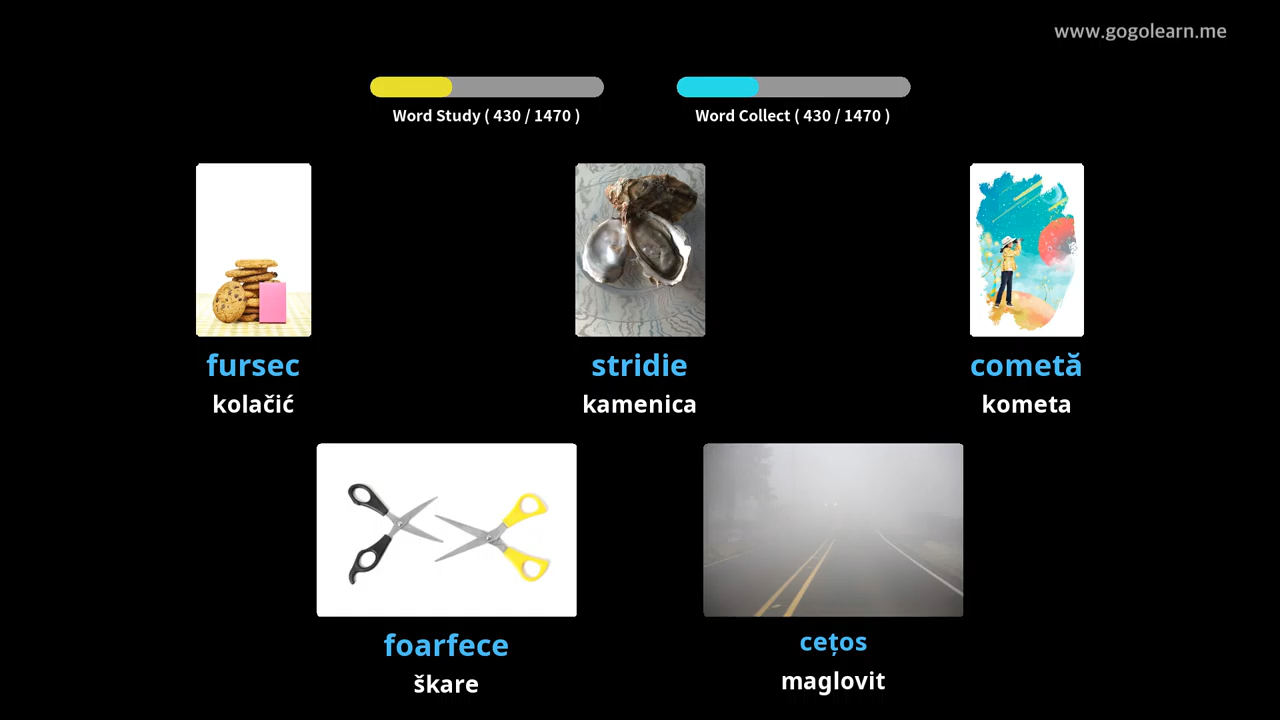 www.gogolearn.me
Word Study ( 430 / 1470 )
Word Collect ( 430 / 1470 )
fursec
kolačić
stridie
kamenica
cometă
kometa
foarfece
škare
cețos
maglovit